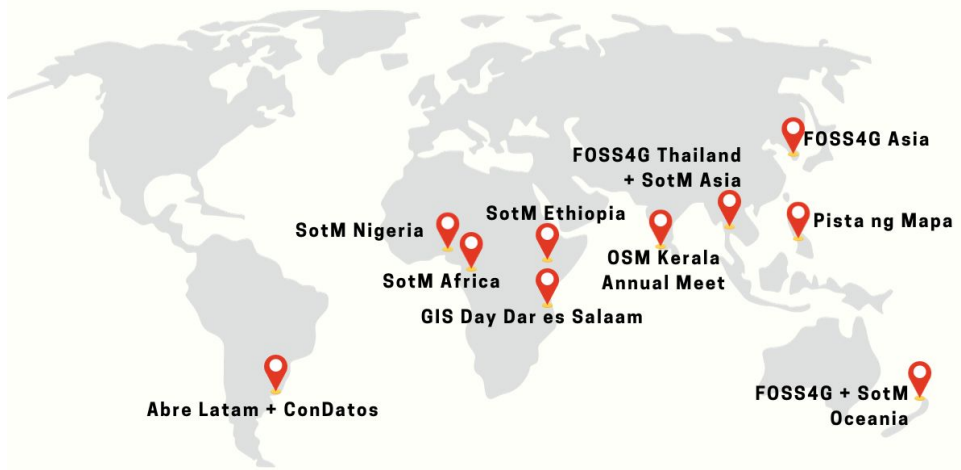 FOSS4G Asia
FOSS4G Thailand
+ SotM Asia
SotM Ethiopia
Pista ng Mapa
SotM Nigeria
OSM Kerala
Annual Meet
SotM Africa
GIS Day Dar es Salaam
FOSS4G + SotM
Oceania
Abre Latam + ConDatos